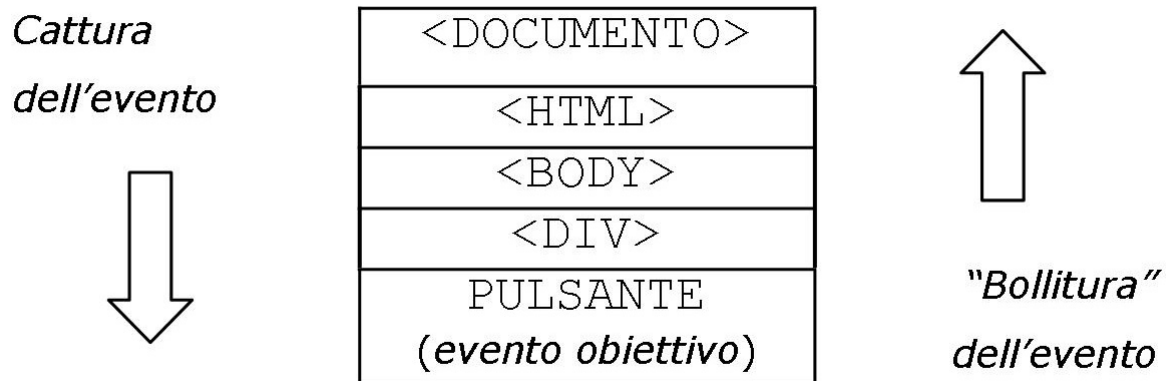 Cattura
dell'evento
<DOCUMENTO>
<HTML>
<BODY>
<DIV>
PULSANTE
(evento obiettivo)
"Bollitura"
dell'evento